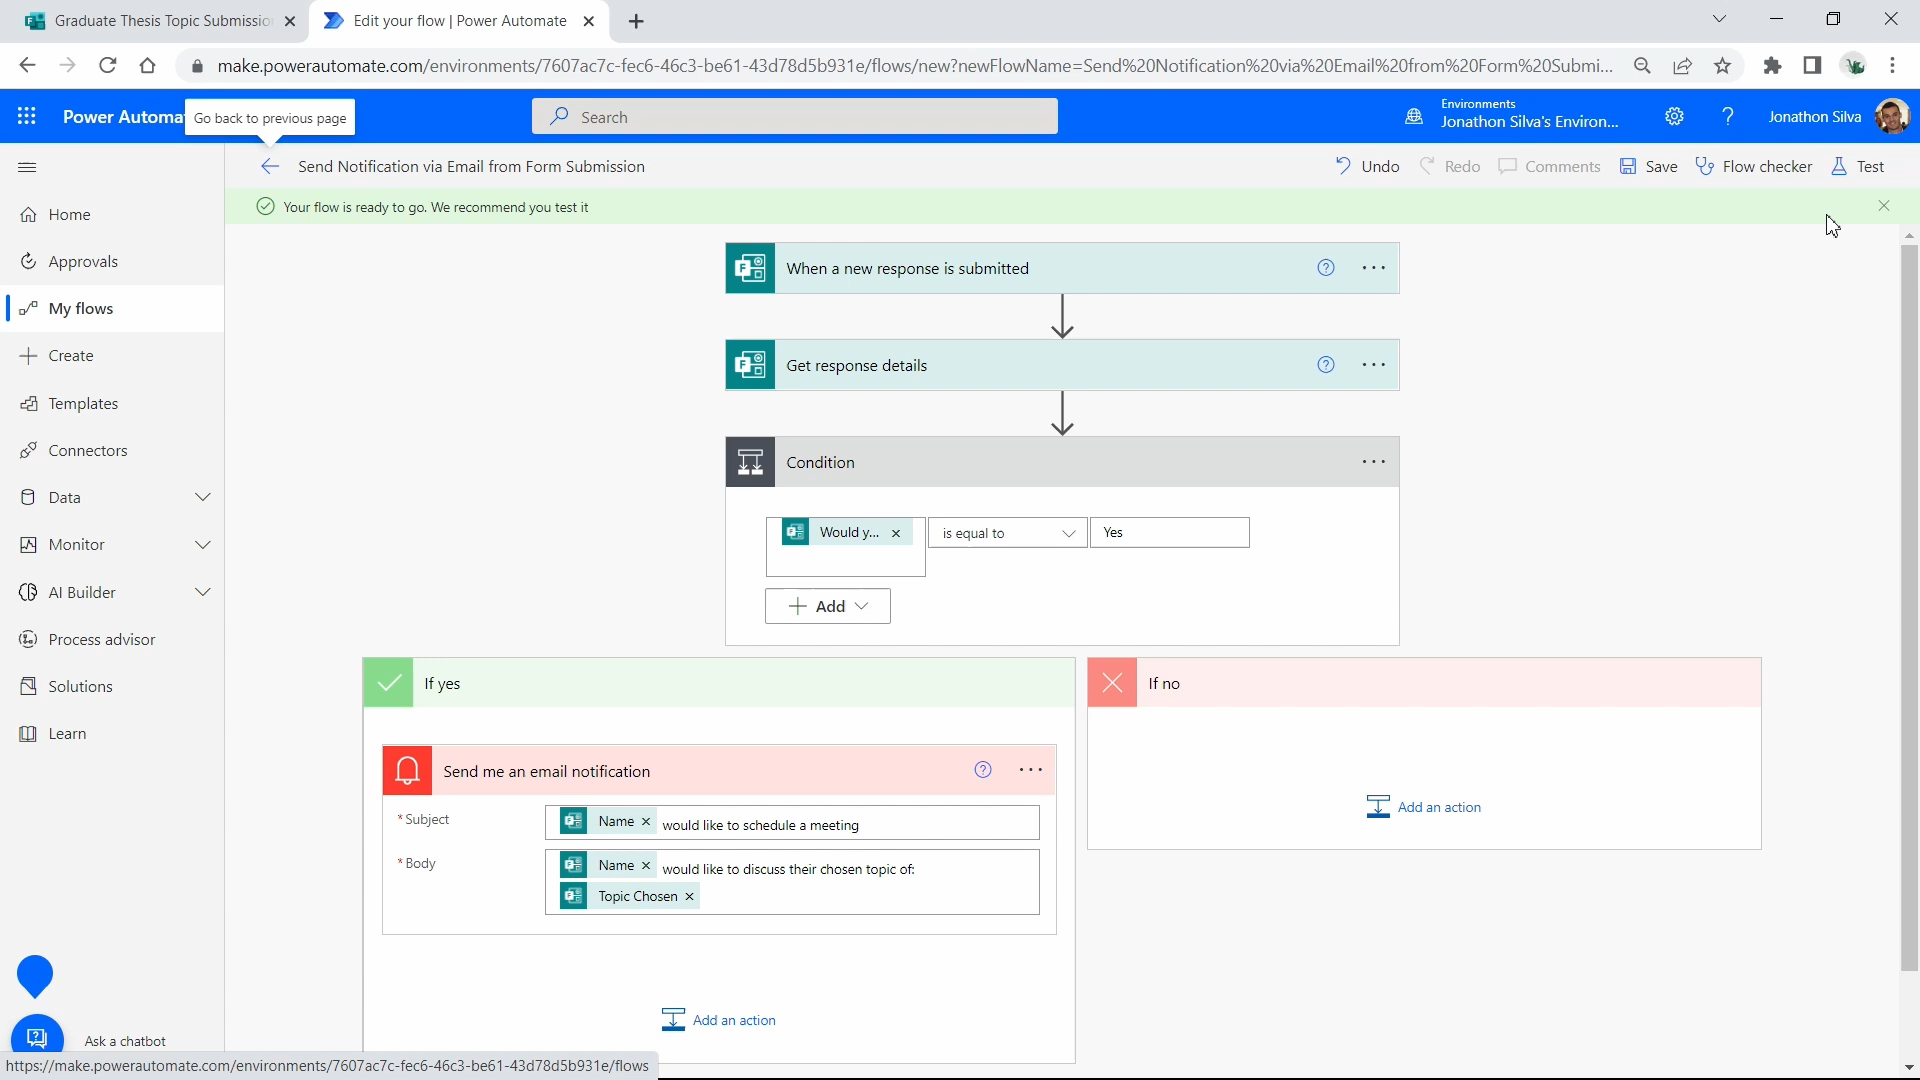 Graduate Thesis Topic Submissio
Edit your flow | Power Automate
make.powerautomate.com/environments/7607ac7c-fec6-46c3-be61-43d78d5b931e/flows/new?newFlowName=Send%20Notification%20via%20Email%20from%20Form%20Submi...
Power Automa
Go back to previous page
Search
Environments
Jonathon Silva's Environ...
Jonathon Silva
Send Notification via Email from Form Submission
Undo
Redo
Comments
Save
Flow checker
Test
Your flow is ready to go. We recommend you test it
Home
Approvals
My flows
Create
Templates
Connectors
Data
Monitor
AI Builder
Process advisor
Solutions
Learn
Ask a chatbot
When a new response is submitted
Get response details
Condition
Would y...
is equal to
Yes
Add
If yes
Send me an email notification
* Subject
Name would like to schedule a meeting
* Body
Name would like to discuss their chosen topic of:
Topic Chosen
Add an action
If no
Add an action
https://make.powerautomate.com/environments/7607ac7c-fec6-46c3-be61-43d78d5b931e/flows